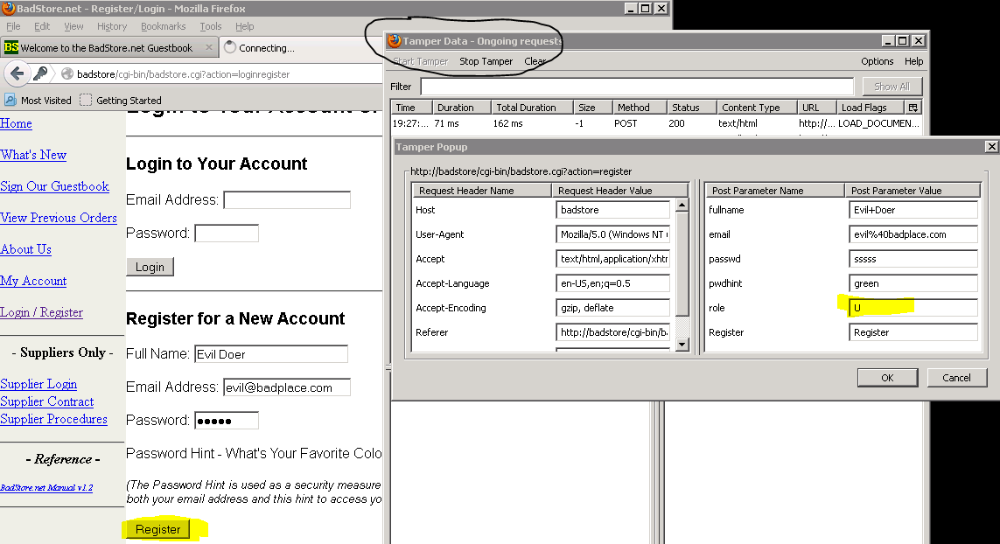 BadStore.net - Register/Login - Mozilla Firefox
File Edit View History Bookmarks Tools Help
BS Welcome to the BadStore.net Guestbook
Connecting...
badstore/cgi-bin/badstore.cgi?action=loginregister
Most Visited Getting Started
Home
What's New
Sign Our Guestbook
View Previous Orders
About Us
My Account
Login / Register
- Suppliers Only -
Supplier Login
Supplier Contract
Supplier Procedures
- Reference -
BadStore.net Manual v1.2
Login to Your Account or
Login to Your Account
Email Address:
Password:
Login
Register for a New Account
Full Name: Evil Doer
Email Address: evil@badplace.com
Password: ●●●●●
Password Hint - What's Your Favorite Colo
(The Password Hint is used as a security measure
both your email address and this hint to access yo
Register
Tamper Data - Ongoing requests
Start Tamper Stop Tamper Clear Options Help
Filter Show All
Time Duration Total Duration Size Method Status Content Type URL Load Flags
19:27:... 71 ms 162 ms -1 POST 200 text/html http://... LOAD_DOCUMEN...
Tamper Popup
http://badstore/cgi-bin/badstore.cgi?action=register
Request Header Name Request Header Value Post Parameter Name Post Parameter Value
Host badstore fullname Evil+Doer
User-Agent Mozilla/5.0 (Windows NT email evil%40badplace.com
Accept text/html,application/xhtr passwd sssss
Accept-Language en-US,en;q=0.5 pwdhint green
Accept-Encoding gzip, deflate role U
Referer http://badstore/cgi-bin/b Register Register
OK Cancel